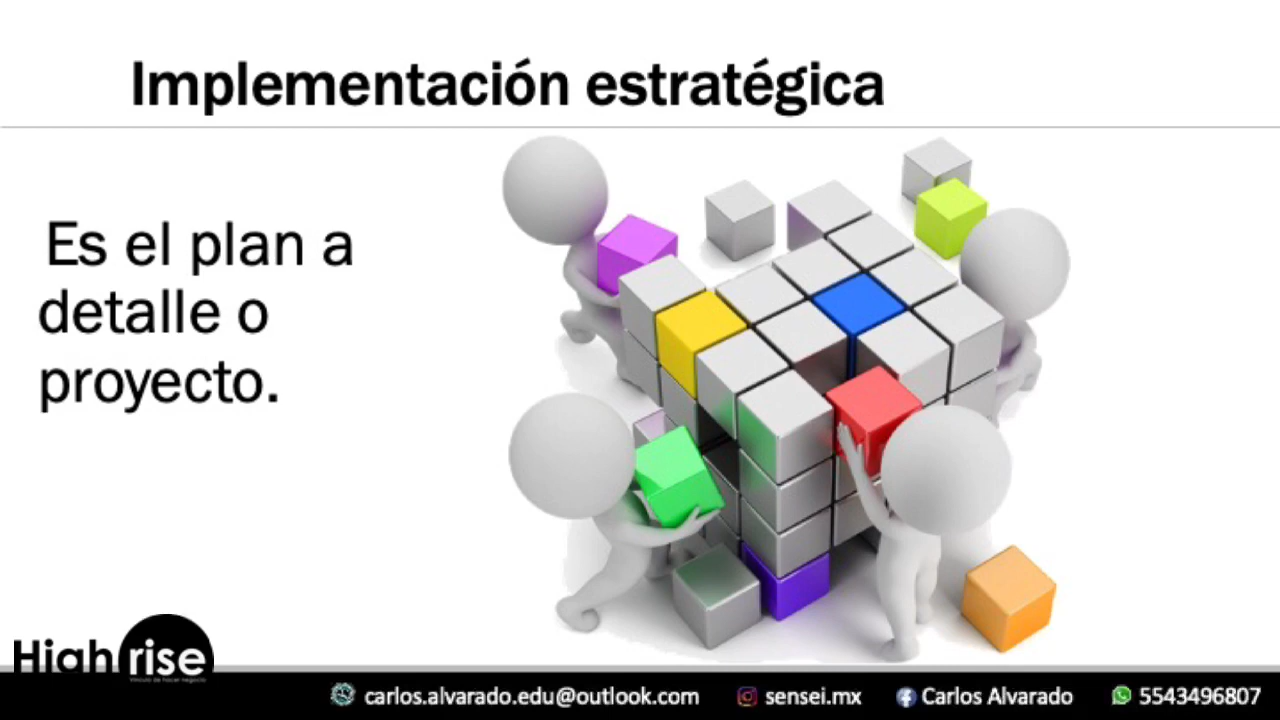 Implementación estratégica
Es el plan a
detalle o
proyecto.
High rise
carlos.alvarado.edu@outlook.com sensei.mx Carlos Alvarado 5543496807